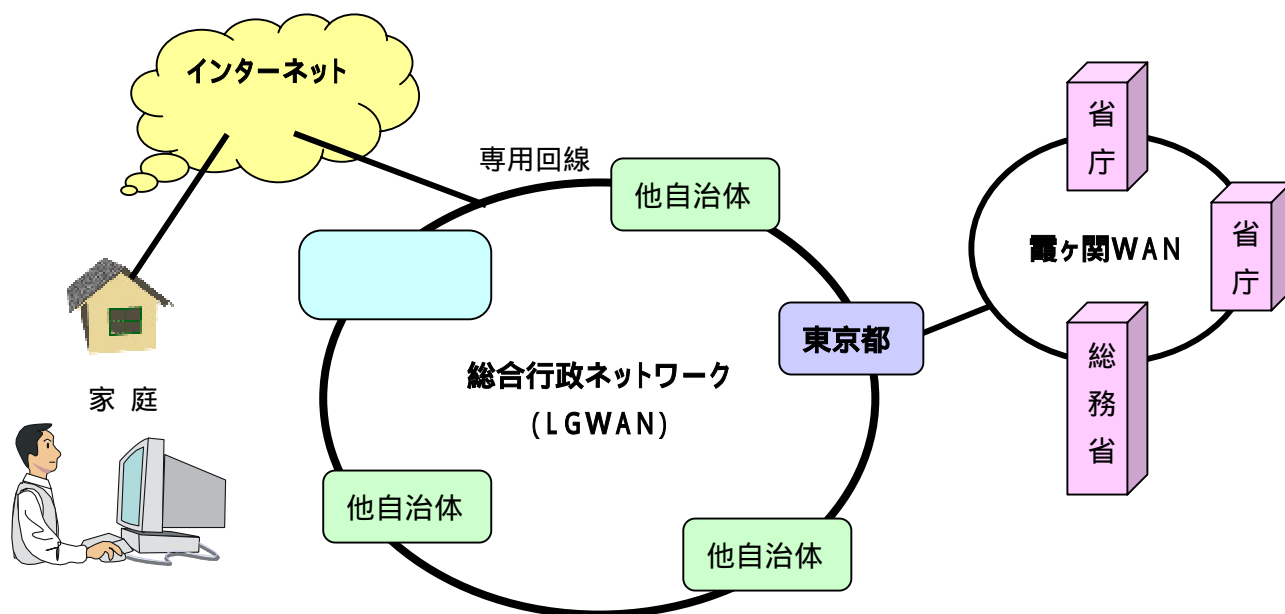 インターネット
専用回線
他自治体
省庁
霞ヶ関WAN
省庁
東京都
総合行政ネットワーク
(LGWAN)
総務省
家 庭
他自治体
他自治体